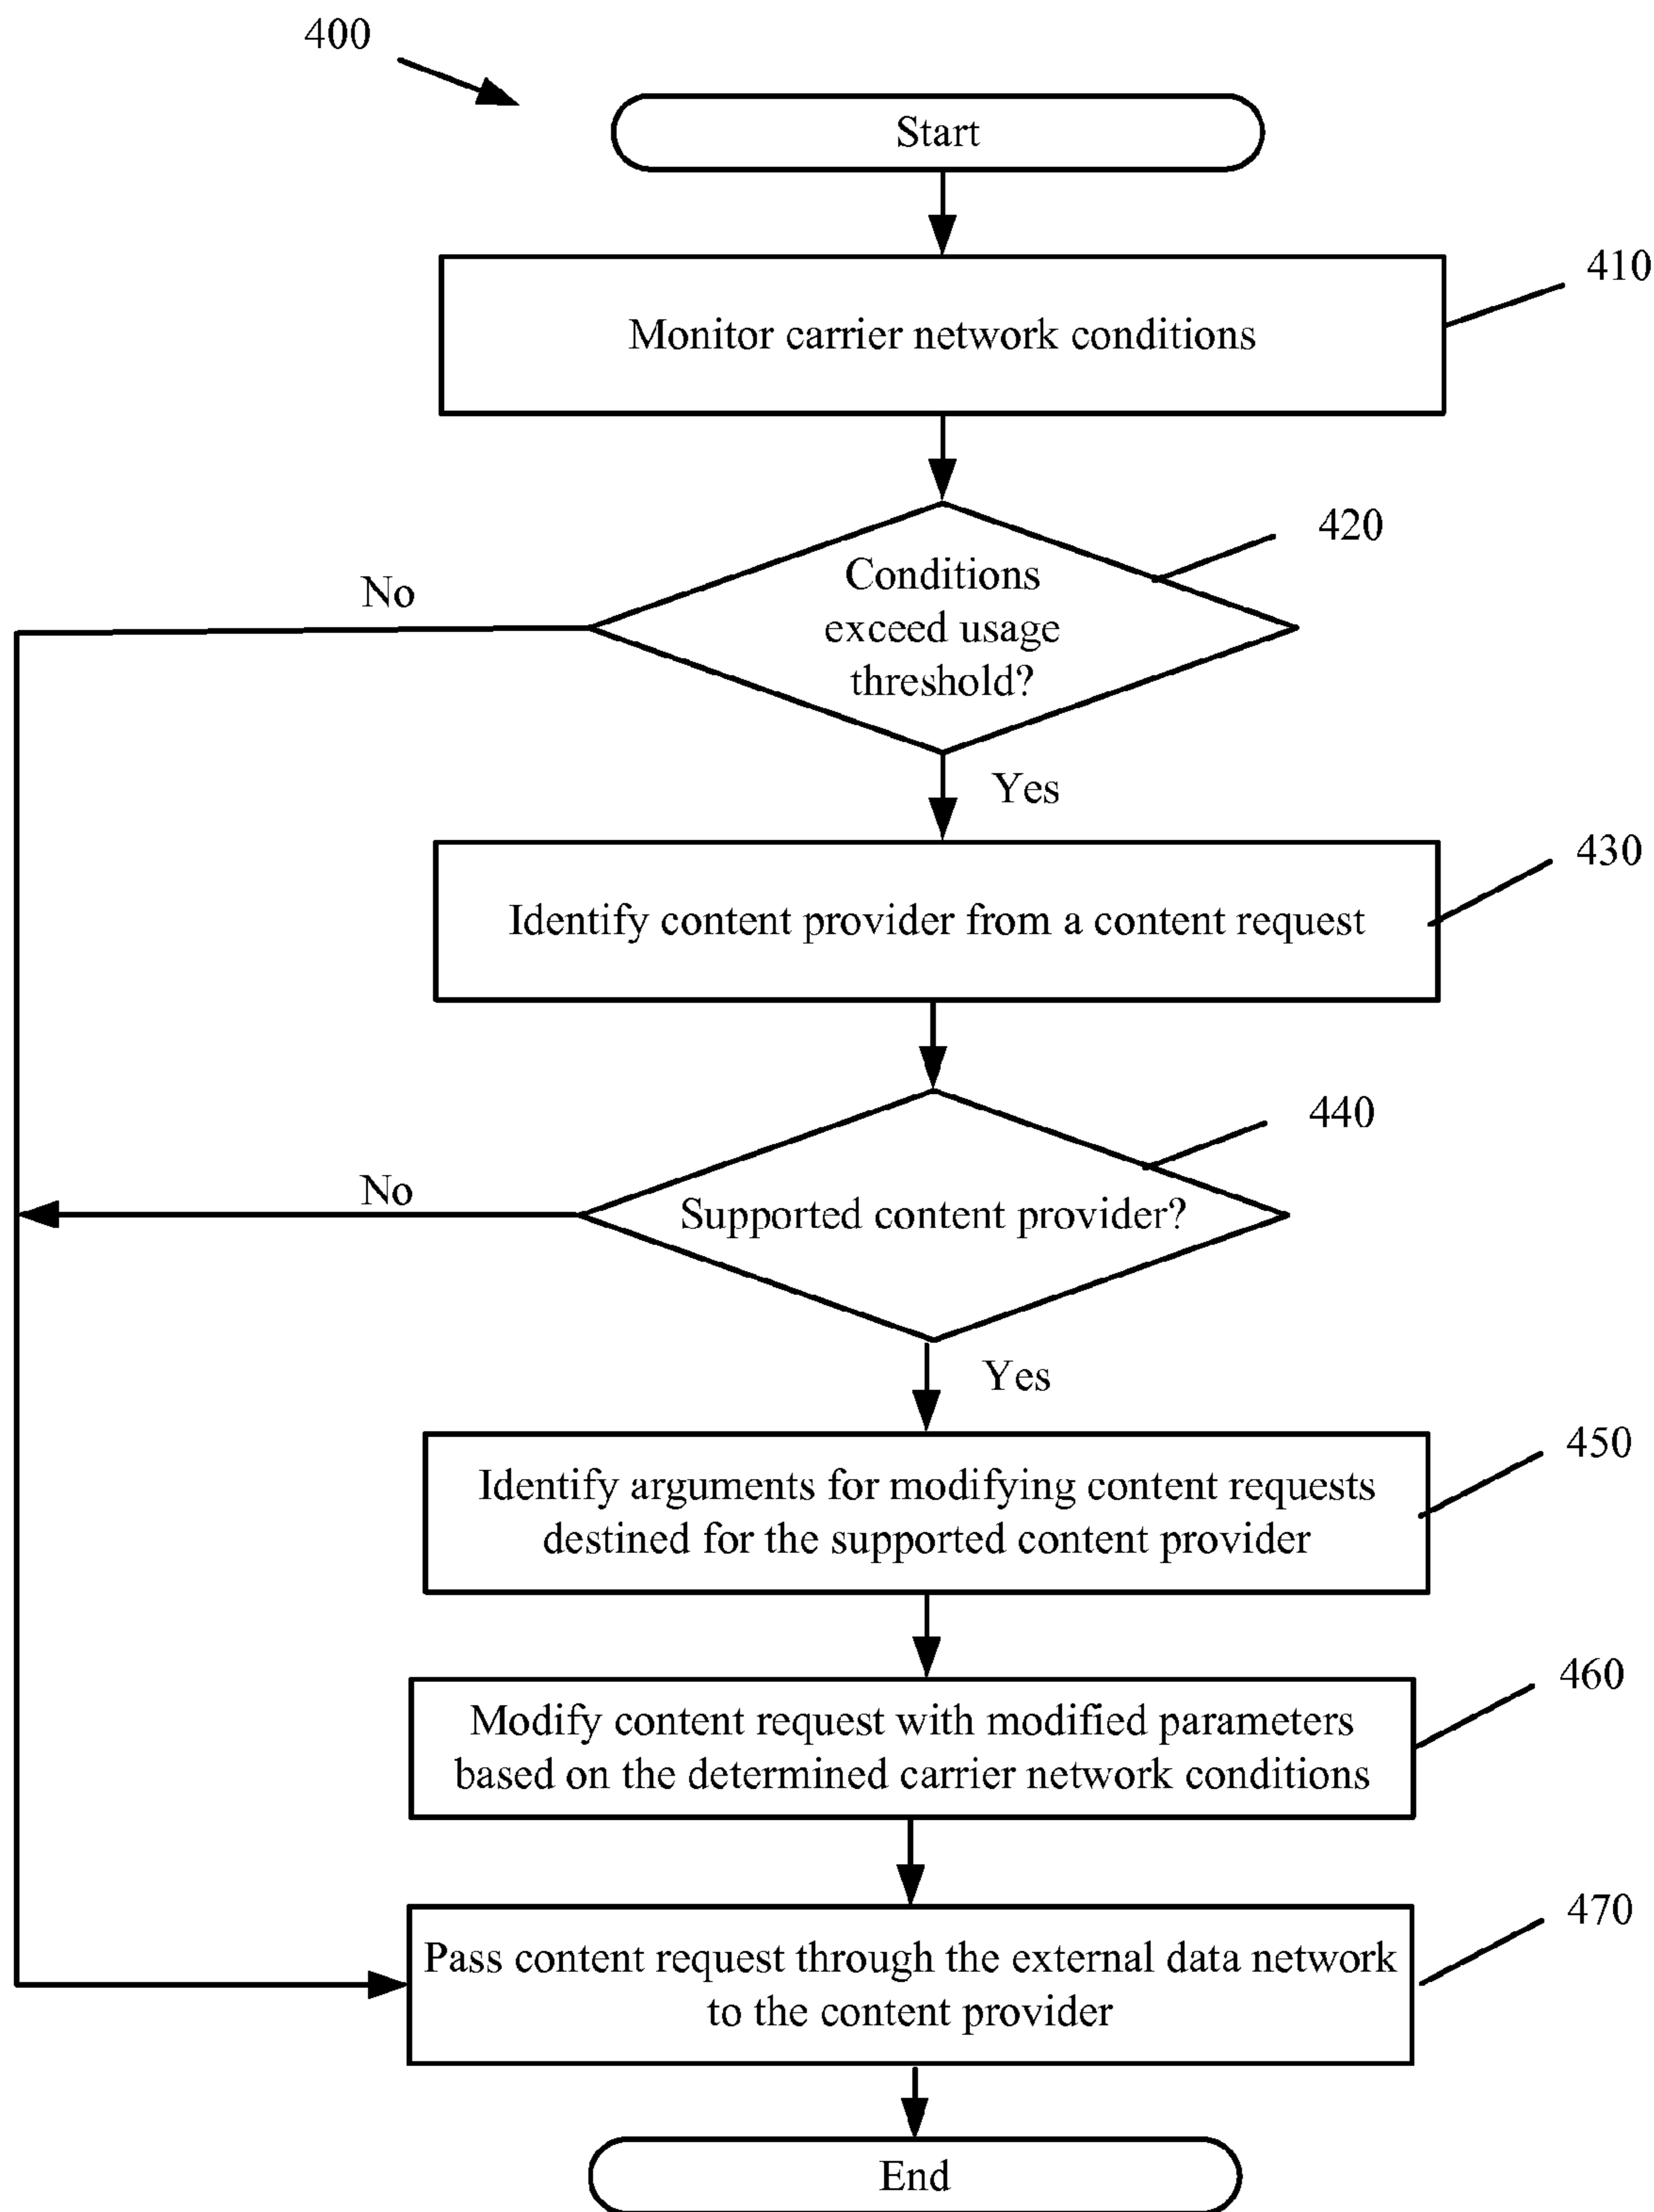 400
Start
410
Monitor carrier network conditions
420
Conditions
exceed usage
threshold?
No
Yes
430
Identify content provider from a content request
440
Supported content provider?
No
Yes
450
Identify arguments for modifying content requests
destined for the supported content provider
460
Modify content request with modified parameters
based on the determined carrier network conditions
470
Pass content request through the external data network
to the content provider
End